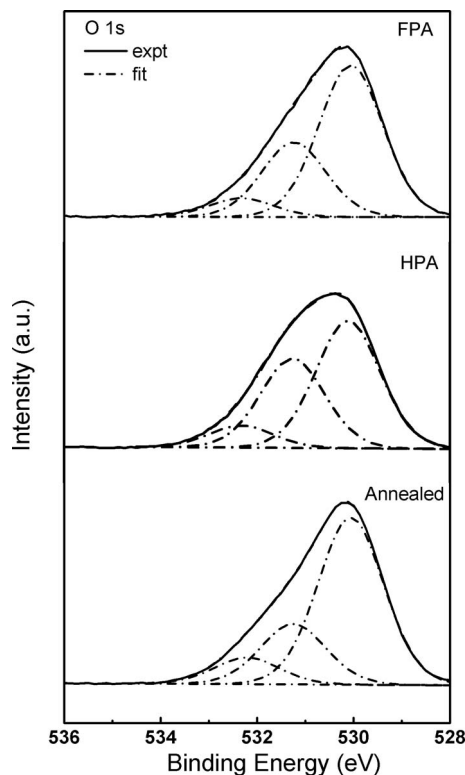 O 1s
expt
fit
FPA
HPA
Annealed
Intensity (a.u.)
536 534 532 530 528
Binding Energy (eV)